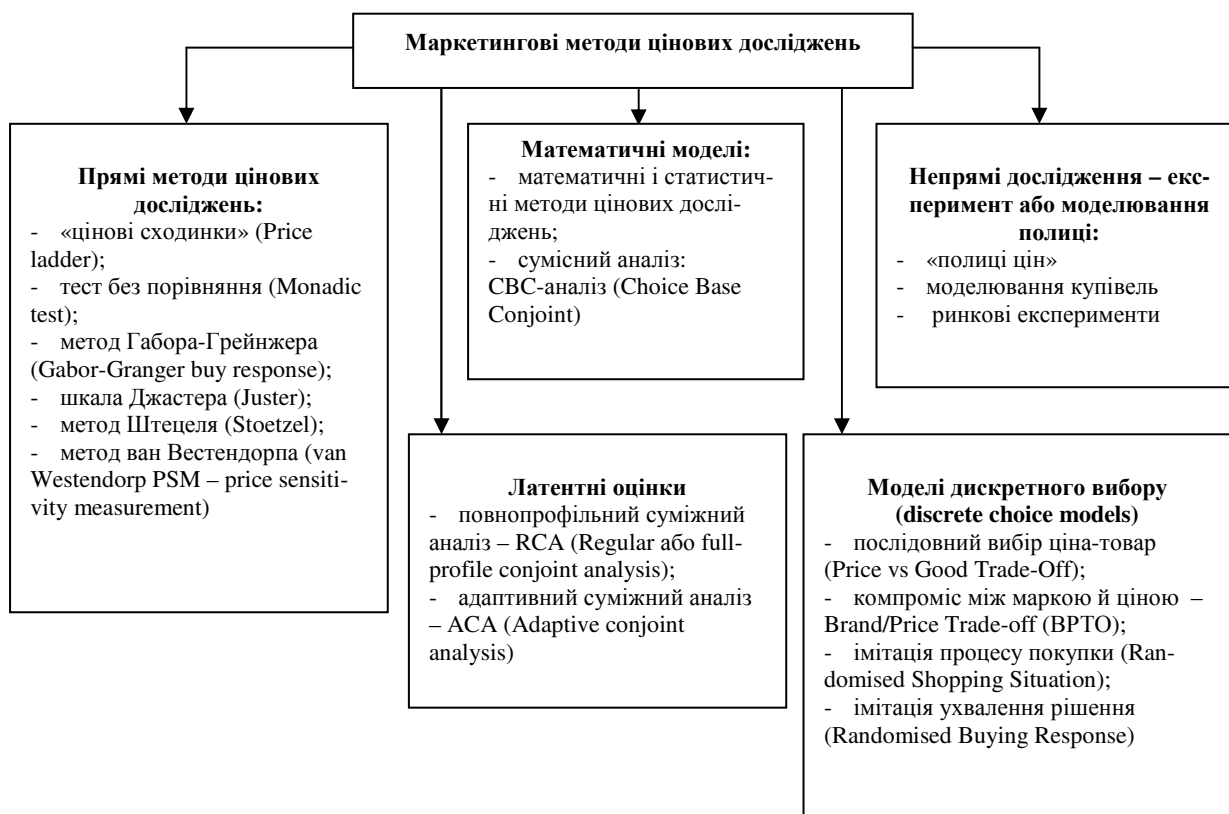 Маркетингові методи цінових досліджень
Прямі методи цінових
досліджень:
- «цінові сходинки» (Price
ladder);
- тест без порівняння (Monadic
test);
- метод Габора-Грейнжера
(Gabor-Granger buy response);
- шкала Джастера (Juster);
- метод Штецеля (Stoetzel);
- метод ван Вестендорпа (van
Westendorp PSM – price sensiti-
vity measurement)
Математичні моделі:
- математичні і статистич-
ні методи цінових дослі-
джень;
- сумісний аналіз:
CBC-аналіз (Choice Base
Conjoint)
Непрямі дослідження – екс-
перимент або моделювання
полиці:
- «полиці цін»
- моделювання купівель
- ринкові експерименти
Латентні оцінки
- повнопрофільний суміжний
аналіз – RCA (Regular або full-
profile conjoint analysis);
- адаптивний суміжний аналіз
– ACA (Adaptive conjoint
analysis)
Моделі дискретного вибору
(discrete choice models)
- послідовний вибір ціна-товар
(Price vs Good Trade-Off);
- компроміс між маркою й ціною –
Brand/Price Trade-off (BPTO);
- імітація процесу покупки (Ran-
domised Shopping Situation);
- імітація ухвалення рішення
(Randomised Buying Response)